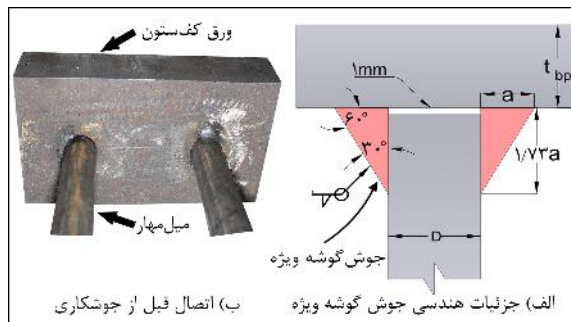 ورق کف‌ستون
میل‌مهار
ب) اتصال قبل از جوشکاری
۱mm
t bp
a
۶۰°
۳۰°
۱/۷۳a
D
جوش گوشه ویژه
الف) جزئیات هندسی جوش گوشه ویژه